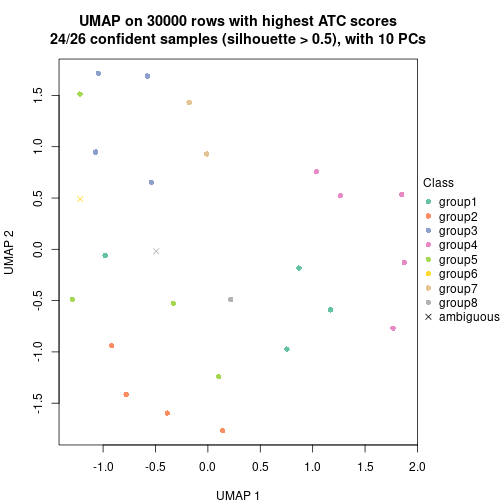 UMAP on 30000 rows with highest ATC scores
24/26 confident samples (silhouette > 0.5), with 10 PCs
UMAP 2
1.5
1.0
0.5
0.0
-0.5
-1.0
-1.5
-1.0
-0.5
0.0
0.5
1.0
1.5
2.0
UMAP 1
Class
group1
group2
group3
group4
group5
group6
group7
group8
ambiguous